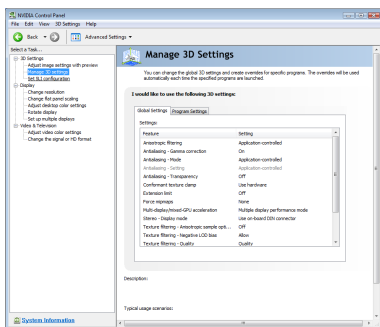 NVIDIA Control Panel
File Edit View 3D Settings Help
Back Advanced Settings
Select a Task...
3D Settings
Adjust image settings with preview
Manage 3D settings
Set SLI configuration
Display
Change resolution
Change flat panel scaling
Adjust desktop color settings
Rotate display
Set up multiple displays
Video & Television
Adjust video color settings
Change the signal or HD format
System Information
Manage 3D Settings
You can change the global 3D settings and create overrides for specific programs. The overrides will be used
automatically each time the specified programs are launched.
I would like to use the following 3D settings:
Global Settings Program Settings
Settings:
Feature Setting
Anisotropic filtering Application-controlled
Antialiasing - Gamma correction On
Antialiasing - Mode Application-controlled
Antialiasing - Setting Application-controlled
Antialiasing - Transparency Off
Conformant texture clamp Use hardware
Extension limit Off
Force mipmaps None
Multi-display/mixed-GPU acceleration Multiple display performance mode
Stereo - Display mode Use on-board DIN connector
Texture filtering - Anisotropic sample opti... Off
Texture filtering - Negative LOD bias Allow
Texture filtering - Quality Quality
Description:
Typical usage scenarios: